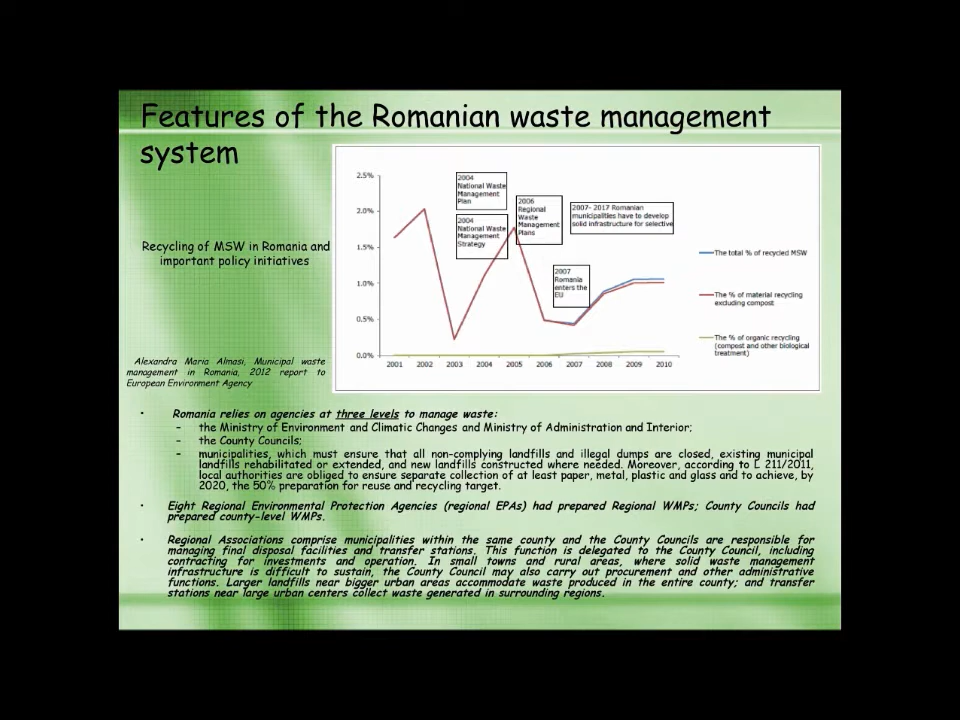 Features of the Romanian waste management
system
Recycling of MSW in Romania and
important policy initiatives
Alexandra Maria Almasi, Municipal waste
management in Romania, 2012 report to
European Environment Agency
2.5%
2.0%
1.5%
1.0%
0.5%
0.0%
2001 2002 2003 2004 2005 2006 2007 2008 2009 2010
2004
National Waste
Management
Plan
2004
National Waste
Management
Strategy
2006
Regional
Waste
Management
Plans
2007- 2017 Romanian
municipalities have to develop
solid infrastructure for selective
2007
Romania
enters the
EU
The total % of recycled MSW
The % of material recycling
excluding compost
The % of organic recycling
(compost and other biological
treatment)
• Romania relies on agencies at three levels to manage waste:
– the Ministry of Environment and Climatic Changes and Ministry of Administration and Interior;
– the County Councils;
– municipalities, which must ensure that all non-complying landfills and illegal dumps are closed, existing municipal
landfills rehabilitated or extended, and new landfills constructed where needed. Moreover, according to L 211/2011,
local authorities are obliged to ensure separate collection of at least paper, metal, plastic and glass and to achieve, by
2020, the 50% preparation for reuse and recycling target.
• Eight Regional Environmental Protection Agencies (regional EPAs) had prepared Regional WMPs; County Councils had
prepared county-level WMPs.
• Regional Associations comprise municipalities within the same county and the County Councils are responsible for
managing final disposal facilities and transfer stations. This function is delegated to the County Council, including
contracting for investments and operation. In small towns and rural areas, where solid waste management
infrastructure is difficult to sustain, the County Council may also carry out procurement and other administrative
functions. Larger landfills near bigger urban areas accommodate waste produced in the entire county; and transfer
stations near large urban centers collect waste generated in surrounding regions.